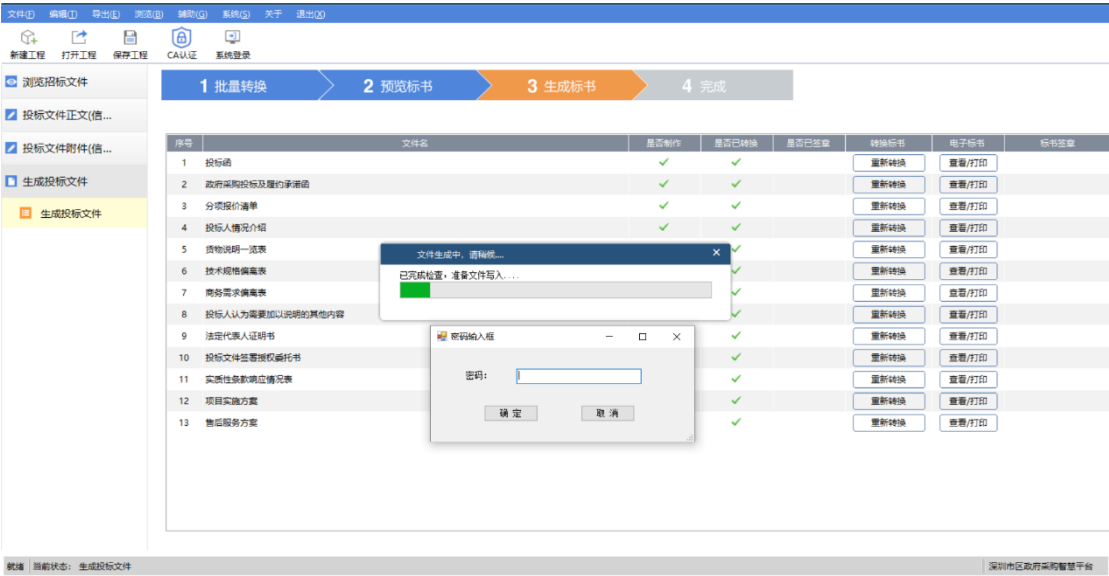 文件(F) 编辑(I) 导出(E) 浏览(B) 辅助(G) 系统(S) 关于 退出(X)
新建工程 打开工程 保存工程 CA认证 系统登录
浏览招标文件
投标文件正文(信...
投标文件附件(信...
生成投标文件
生成投标文件
1 批量转换 2 预览标书 3 生成标书 4 完成
序号 文件名 是否制作 是否已转换 是否已签章 转换标书 电子标书 标书签章
1 投标函 重新转换 查看/打印
2 政府采购投标及履约承诺函 重新转换 查看/打印
3 分项报价清单 重新转换 查看/打印
4 投标人情况介绍 重新转换 查看/打印
5 货物说明一览表 重新转换 查看/打印
6 技术规格偏离表 重新转换 查看/打印
7 商务需求偏离表 重新转换 查看/打印
8 投标人认为需要加以说明的其他内容 重新转换 查看/打印
9 法定代表人证明书 重新转换 查看/打印
10 投标文件签署授权委托书 重新转换 查看/打印
11 实质性条款响应情况表 重新转换 查看/打印
12 项目实施方案 重新转换 查看/打印
13 售后服务方案 重新转换 查看/打印
文件生成中，请稍候....
已完成检查，准备文件写入....
密码输入框
密码:
确定 取消
就绪 当前状态: 生成投标文件 深圳市区政府采购智慧平台